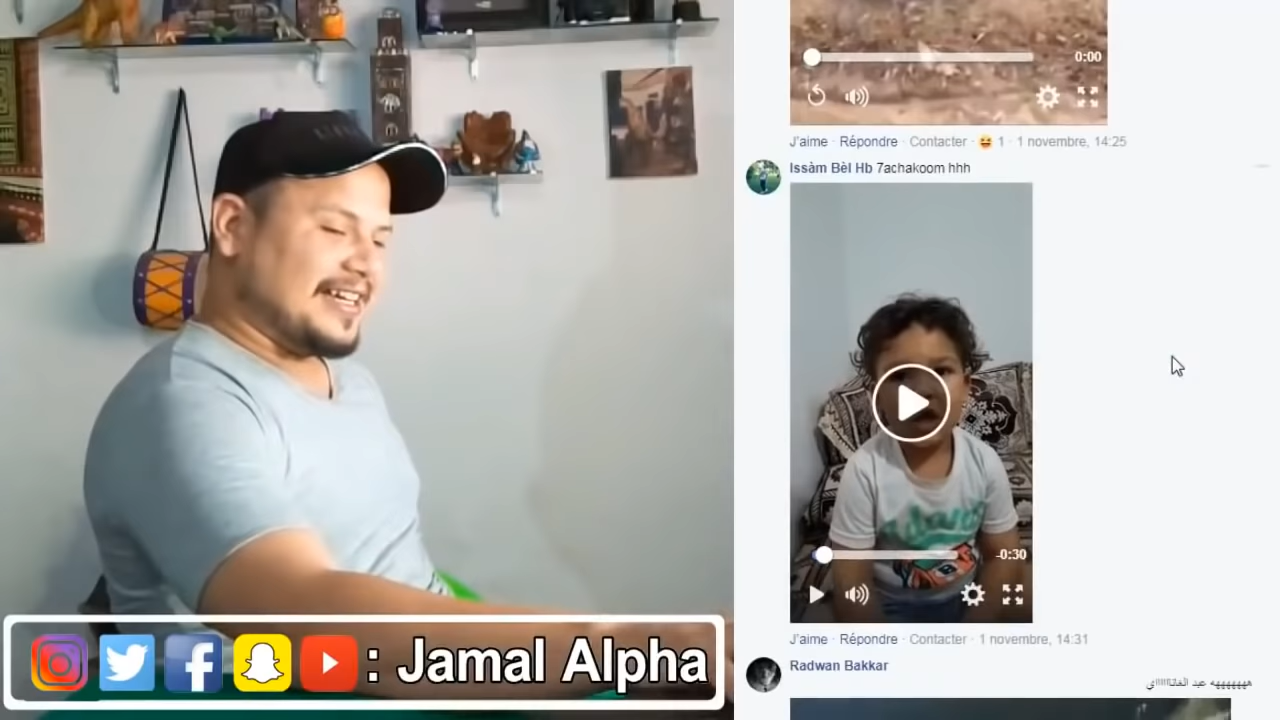 0:00
J'aime · Répondre · Contacter · 1 · 1 novembre, 14:25
Issàm Bèl Hb 7achakoom hhh
-0:30
J'aime · Répondre · Contacter · 1 novembre, 14:31
Radwan Bakkar
: Jamal Alpha